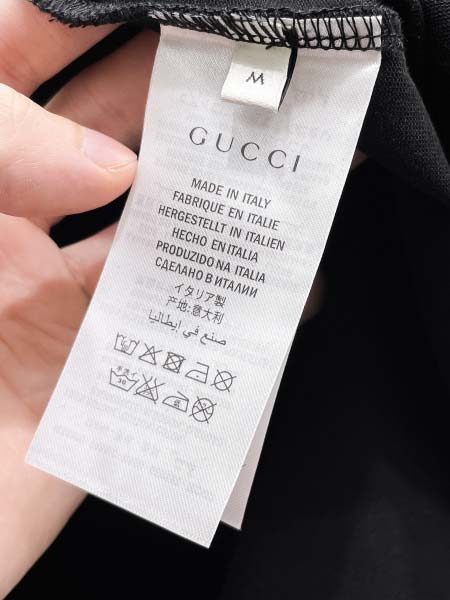 M
GUCCI
MADE IN ITALY
FABRIQUE EN ITALIE
HERGESTELLT IN ITALIEN
HECHO EN ITALIA
PRODUZIDO NA ITALIA
СДЕЛАНО В ИТАЛИИ
イタリア製
产地:意大利
صنع في إيطاليا